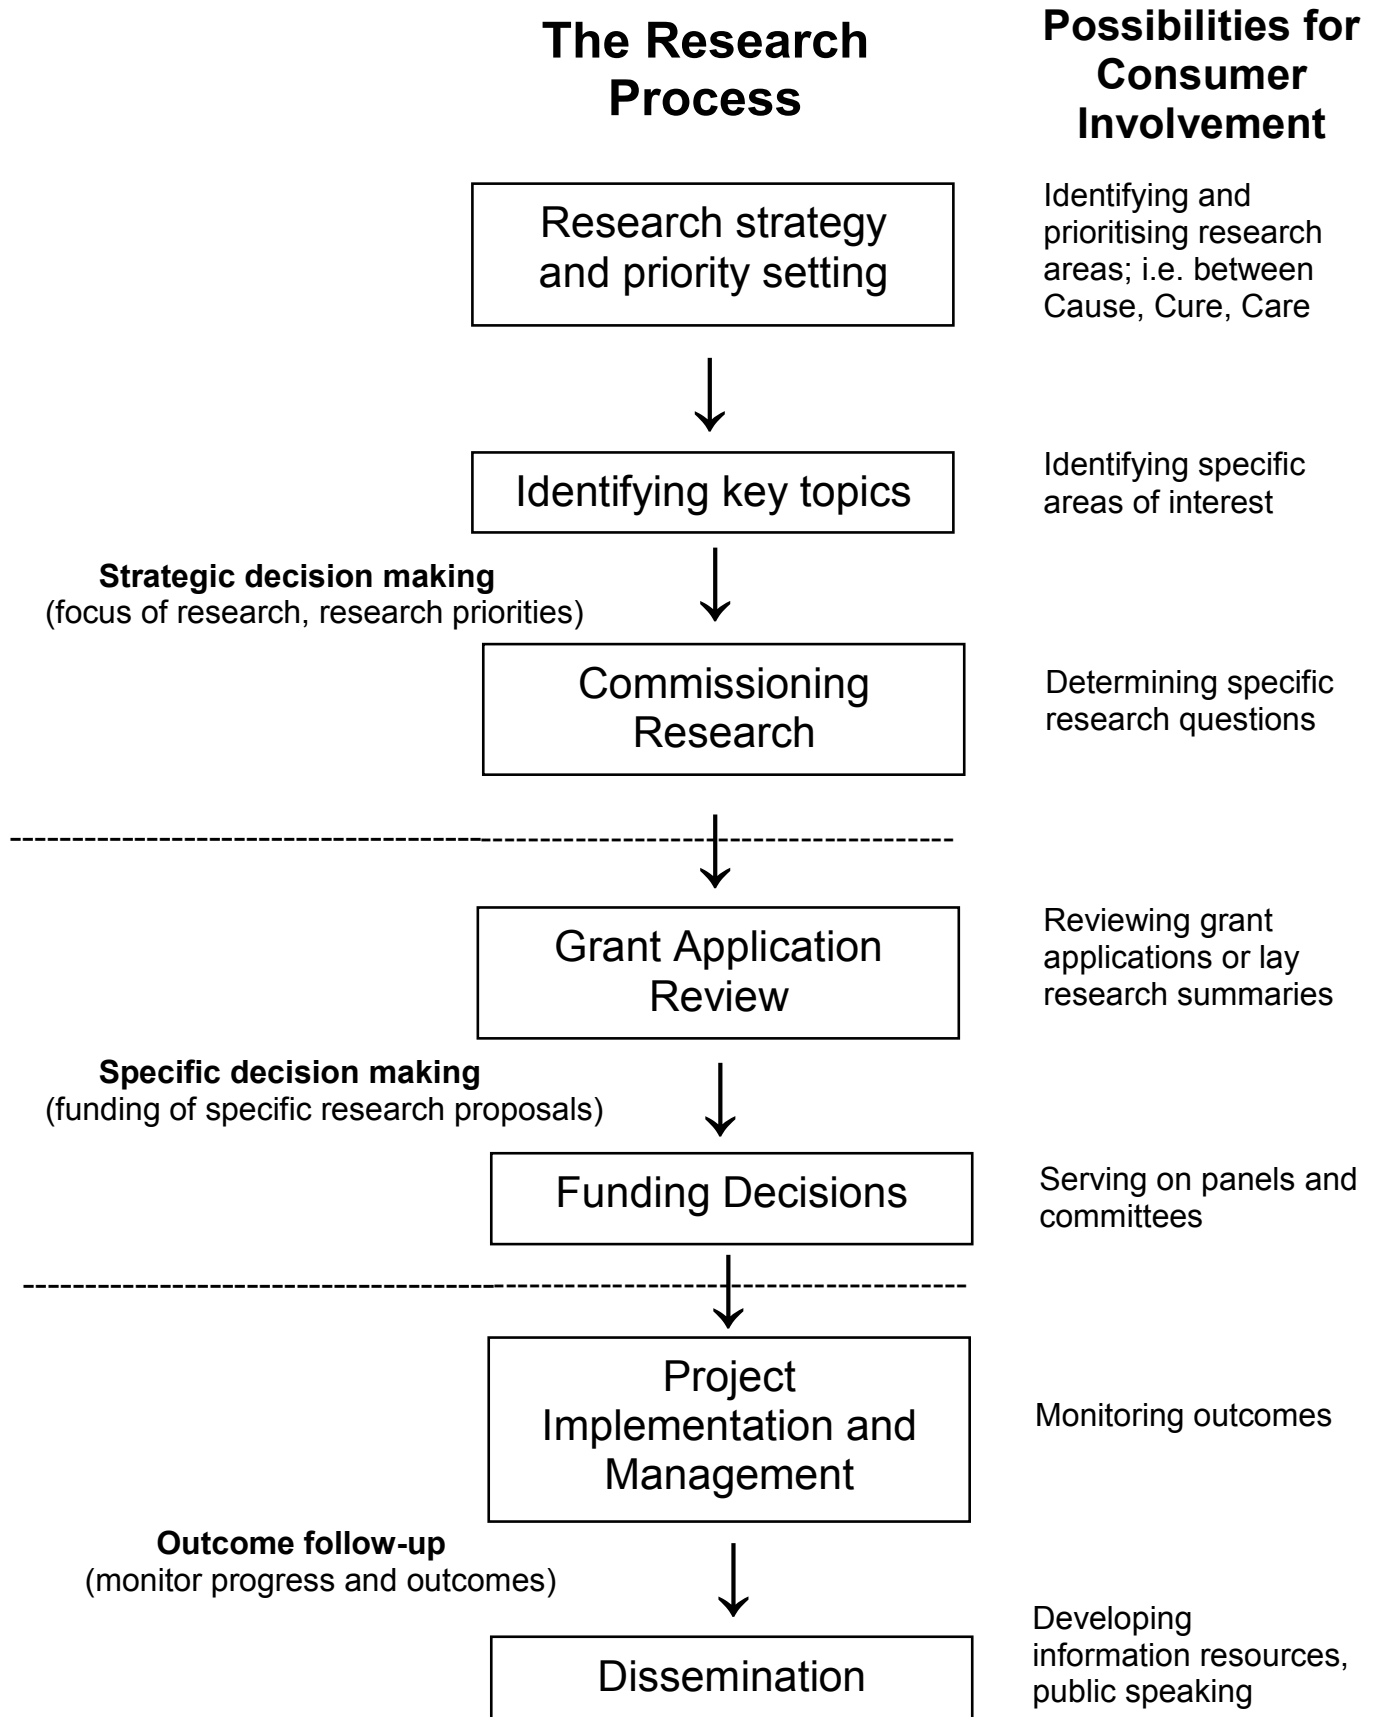 The Research
Process
Possibilities for
Consumer
Involvement
Research strategy
and priority setting
Identifying and
prioritising research
areas; i.e. between
Cause, Cure, Care
Identifying key topics
Identifying specific
areas of interest
Strategic decision making
(focus of research, research priorities)
Commissioning
Research
Determining specific
research questions
Grant Application
Review
Reviewing grant
applications or lay
research summaries
Specific decision making
(funding of specific research proposals)
Funding Decisions
Serving on panels and
committees
Project
Implementation and
Management
Monitoring outcomes
Outcome follow-up
(monitor progress and outcomes)
Dissemination
Developing
information resources,
public speaking